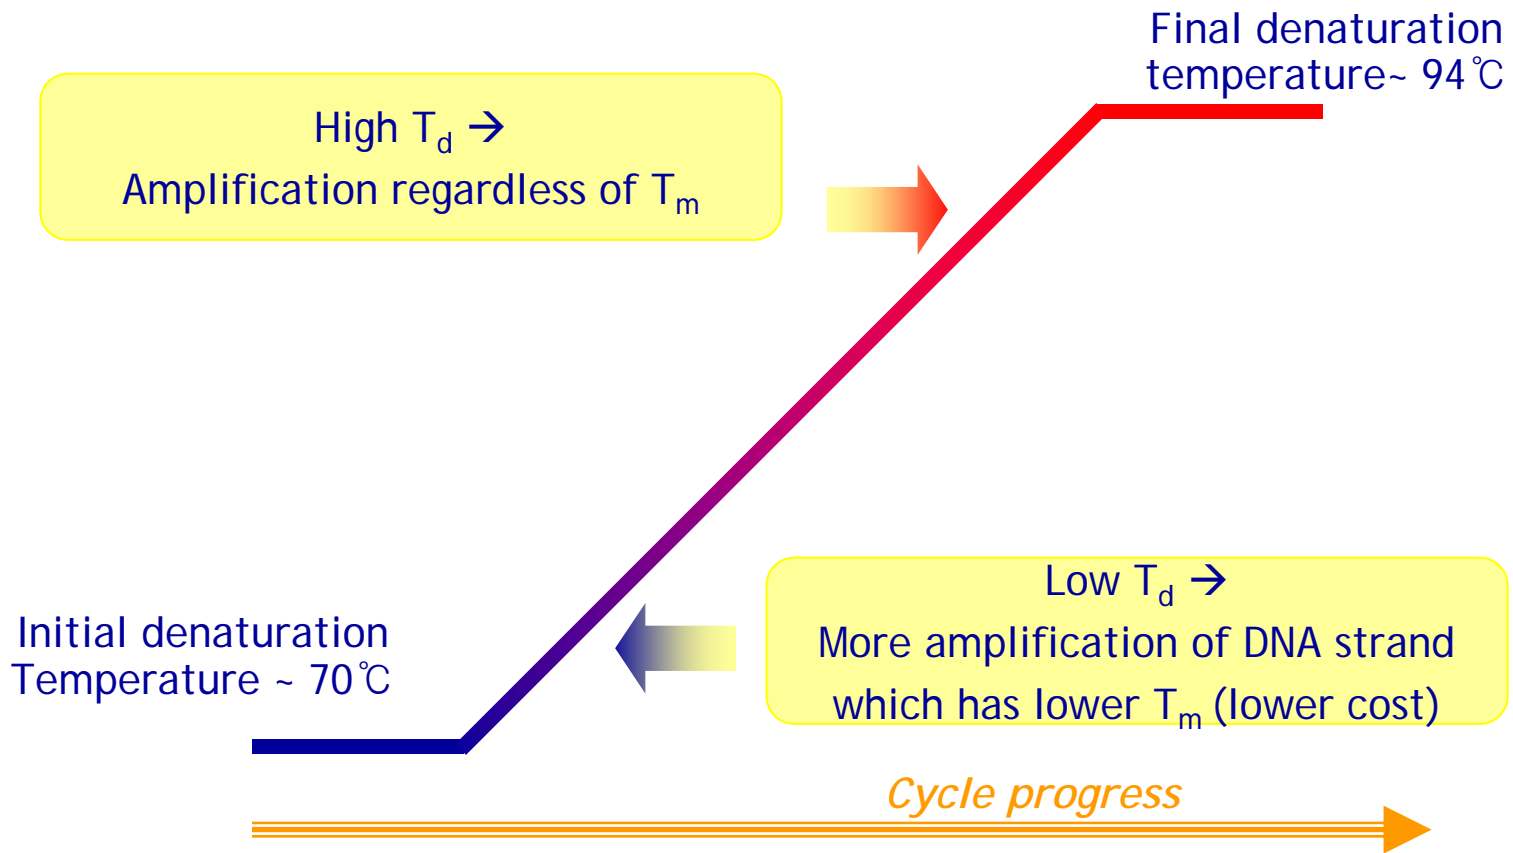 Final denaturation
temperature~ 94℃
High Td →
Amplification regardless of Tm
Initial denaturation
Temperature ~ 70℃
Low Td →
More amplification of DNA strand
which has lower Tm (lower cost)
Cycle progress